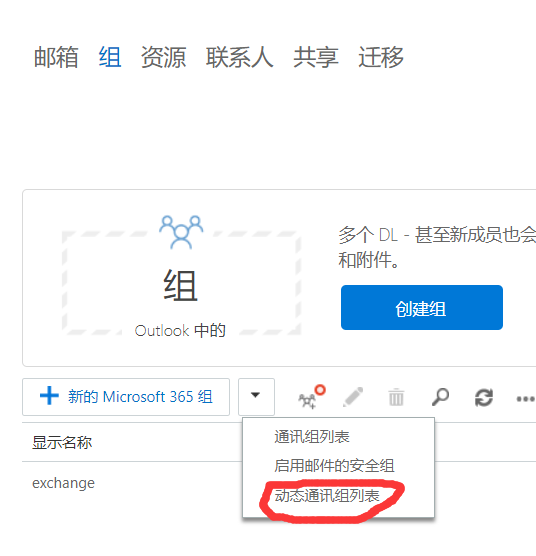 邮箱 组 资源 联系人 共享 迁移
多个 DL - 甚至新成员也会
和附件。
组
Outlook 中的
创建组
新的 Microsoft 365 组
显示名称
通讯组列表
启用邮件的安全组
动态通讯组列表
exchange